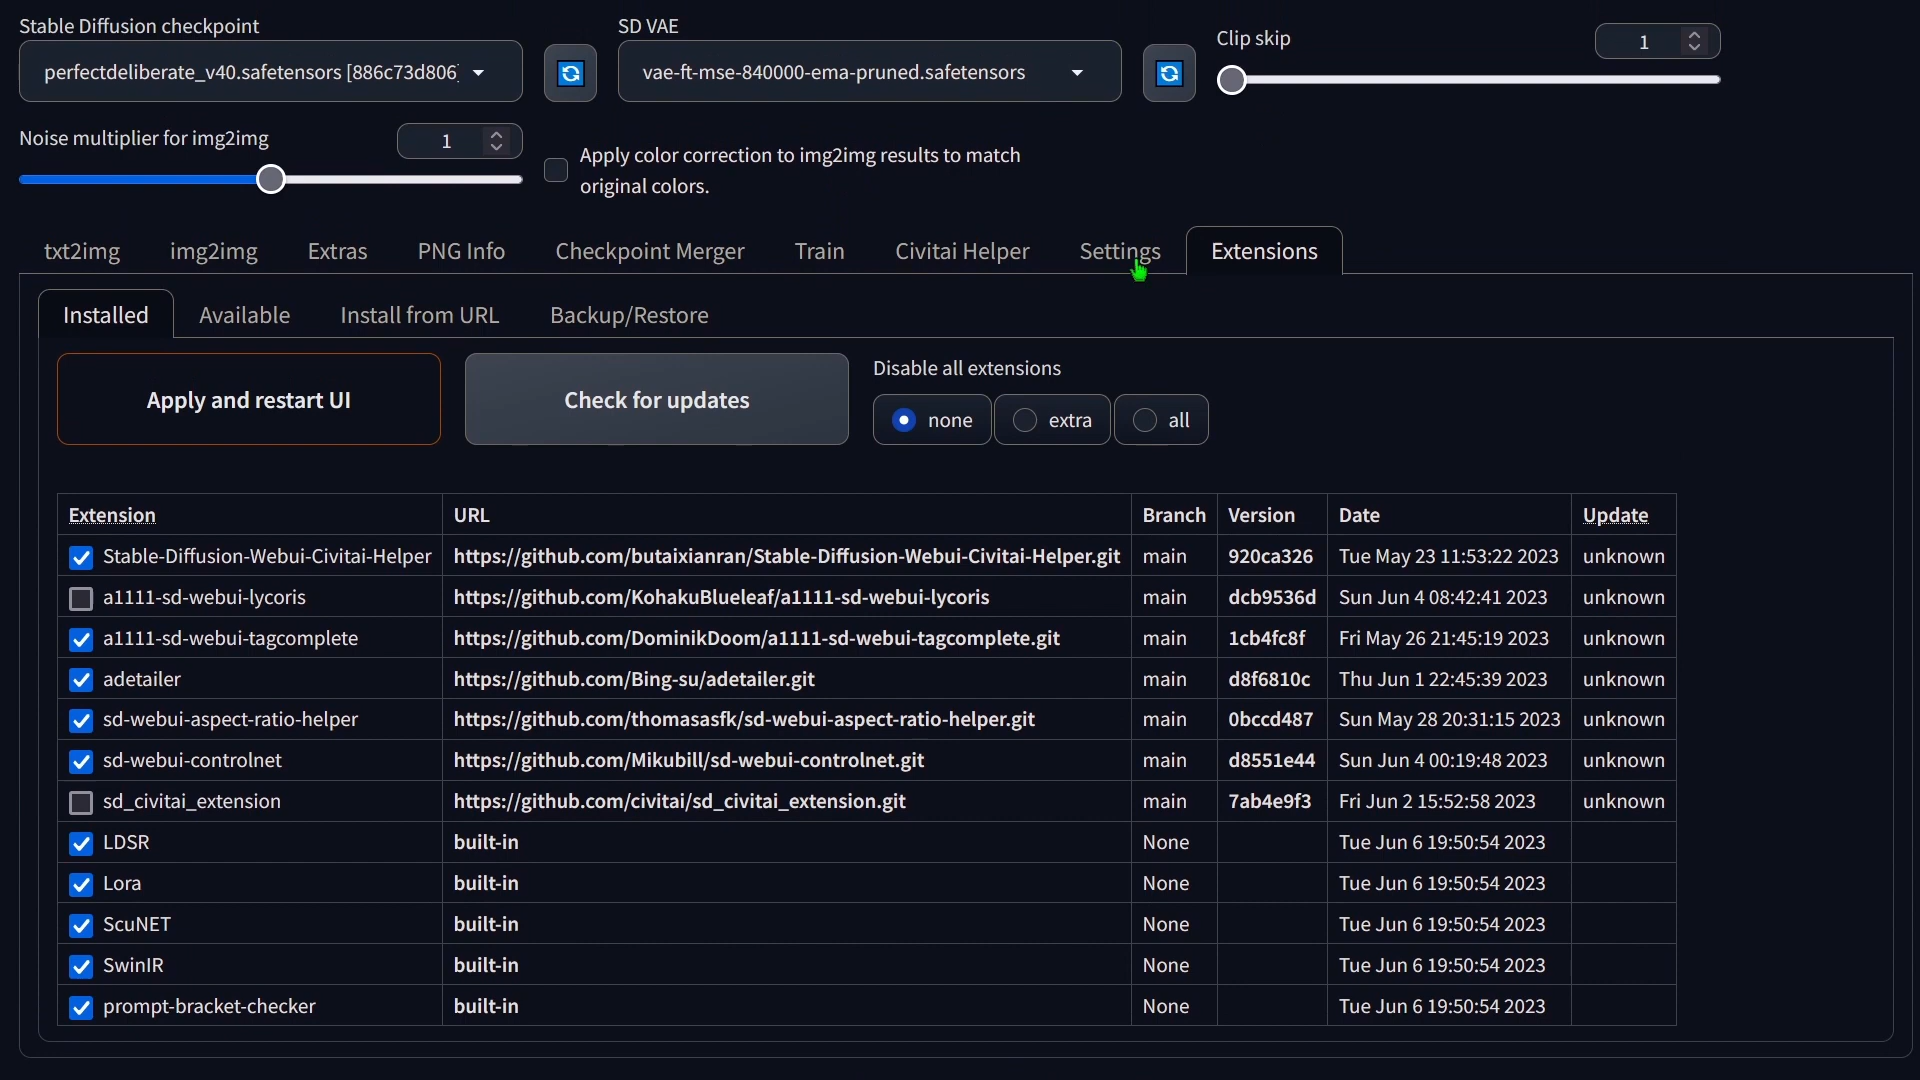 Stable Diffusion checkpoint
SD VAE
Clip skip
1
perfectdeliberate_v40.safetensors [886c73d806]
vae-ft-mse-840000-ema-pruned.safetensors
Noise multiplier for img2img
1
Apply color correction to img2img results to match
original colors.
txt2img img2img Extras PNG Info Checkpoint Merger Train Civitai Helper Settings Extensions
Installed Available Install from URL Backup/Restore
Apply and restart UI
Check for updates
Disable all extensions
none extra all
Extension URL Branch Version Date Update
Stable-Diffusion-Webui-Civitai-Helper https://github.com/butaixianran/Stable-Diffusion-Webui-Civitai-Helper.git main 920ca326 Tue May 23 11:53:22 2023 unknown
a1111-sd-webui-lycoris https://github.com/KohakuBlueleaf/a1111-sd-webui-lycoris main dcb9536d Sun Jun 4 08:42:41 2023 unknown
a1111-sd-webui-tagcomplete https://github.com/DominikDoom/a1111-sd-webui-tagcomplete.git main 1cb4fc8f Fri May 26 21:45:19 2023 unknown
adetailer https://github.com/Bing-su/adetailer.git main d8f6810c Thu Jun 1 22:45:39 2023 unknown
sd-webui-aspect-ratio-helper https://github.com/thomasasfk/sd-webui-aspect-ratio-helper.git main 0bccd487 Sun May 28 20:31:15 2023 unknown
sd-webui-controlnet https://github.com/Mikubill/sd-webui-controlnet.git main d8551e44 Sun Jun 4 00:19:48 2023 unknown
sd_civitai_extension https://github.com/civitai/sd_civitai_extension.git main 7ab4e9f3 Fri Jun 2 15:52:58 2023 unknown
LDSR built-in None Tue Jun 6 19:50:54 2023
Lora built-in None Tue Jun 6 19:50:54 2023
ScuNET built-in None Tue Jun 6 19:50:54 2023
SwinIR built-in None Tue Jun 6 19:50:54 2023
prompt-bracket-checker built-in None Tue Jun 6 19:50:54 2023